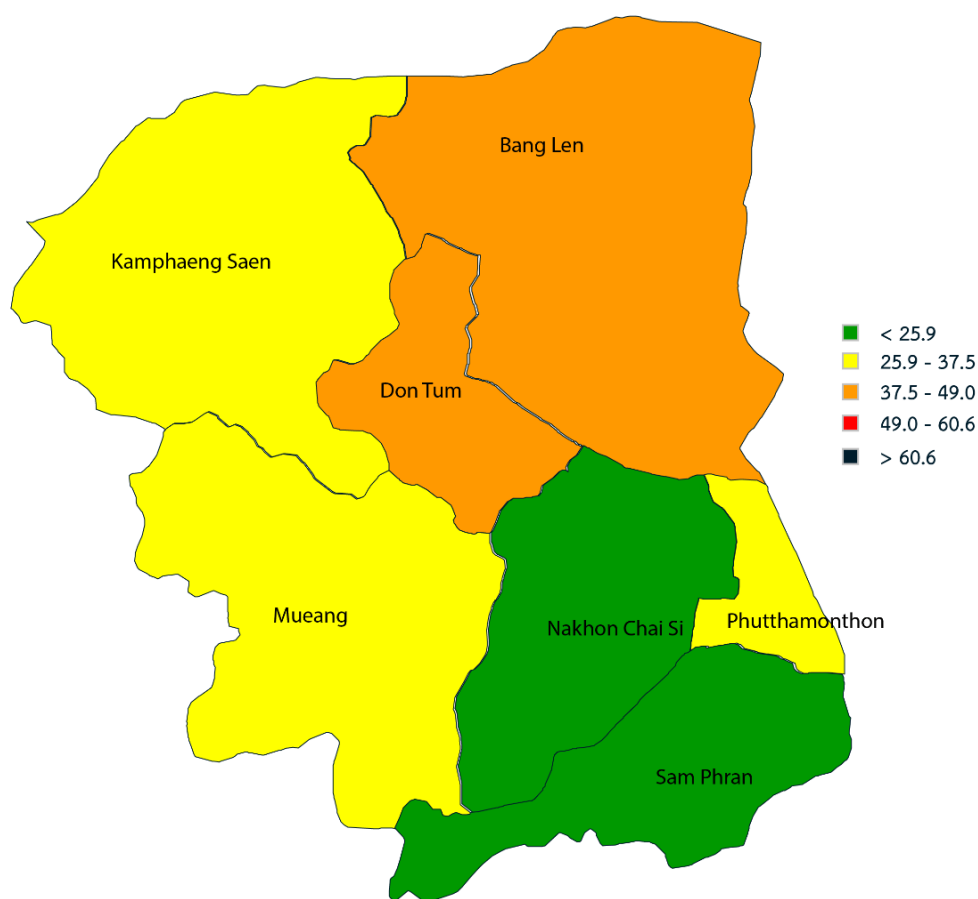 Bang Len
Kamphaeng Saen
< 25.9
25.9 - 37.5
37.5 - 49.0
49.0 - 60.6
> 60.6
Don Tum
Mueang
Nakhon Chai Si
Phutthamonthon
Sam Phran